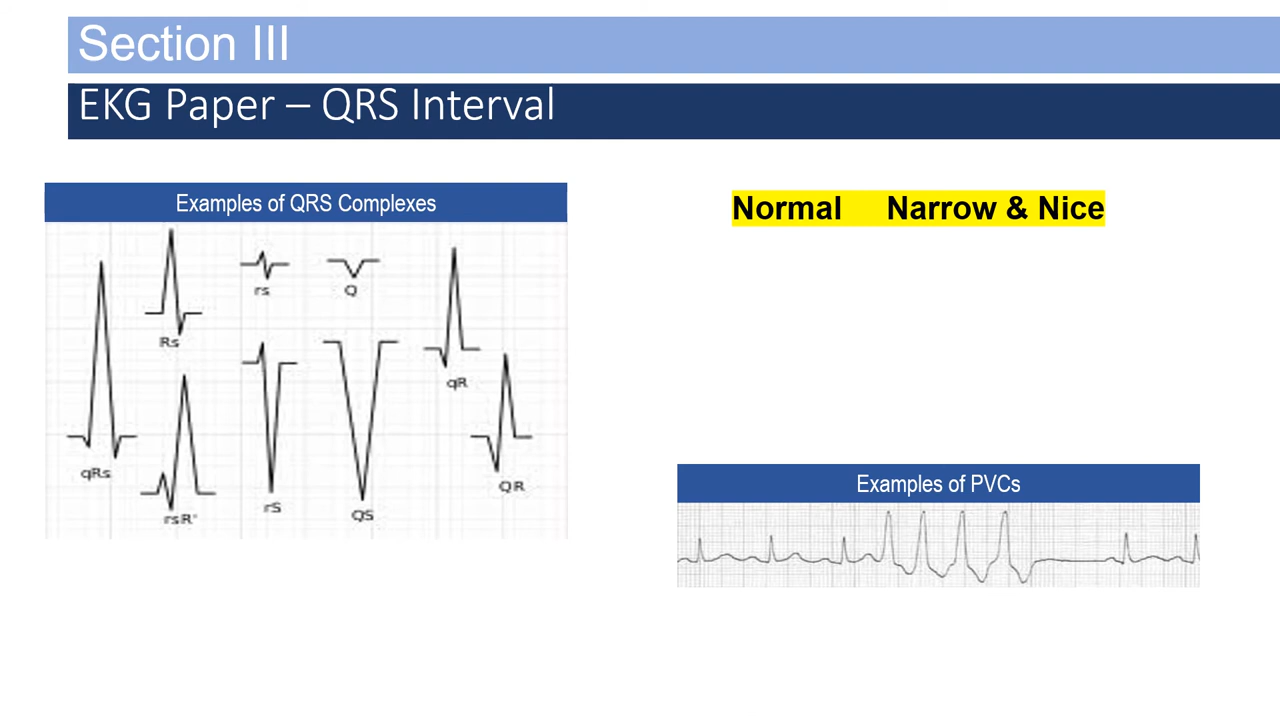 Section III
EKG Paper – QRS Interval
Examples of QRS Complexes
Rs
rs
Q
qR
qRs
rsR'
rS
QS
QR
Normal Narrow & Nice
Examples of PVCs